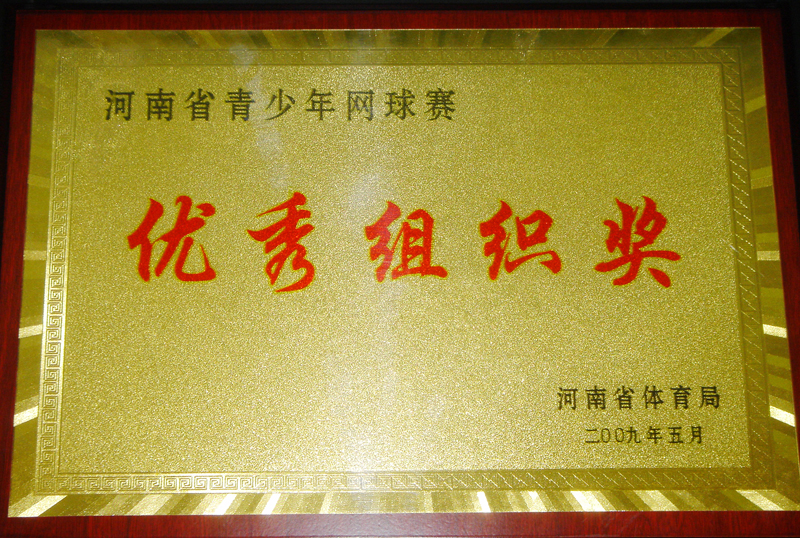 河南省青少年网球赛
优秀组织奖
河南省体育局
二00九年五月